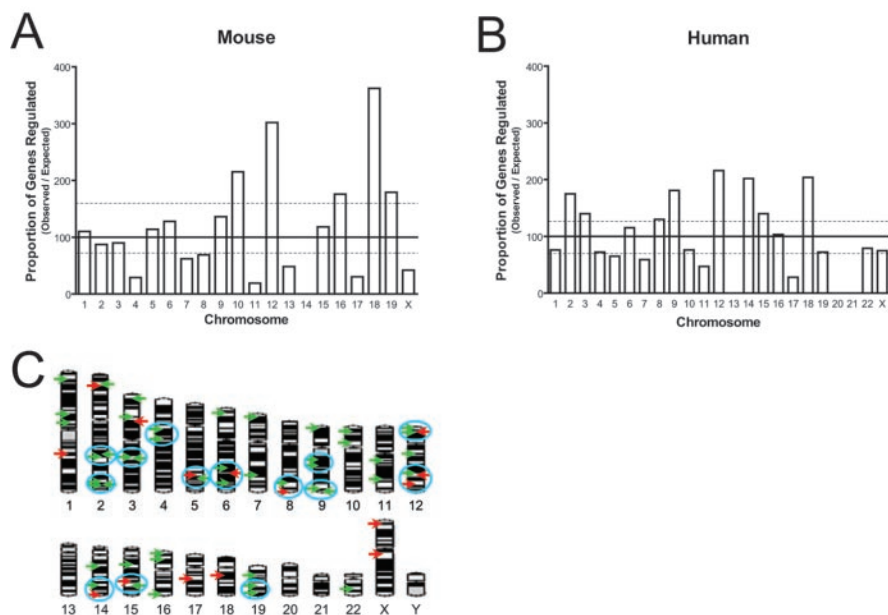 A
Mouse
Proportion of Genes Regulated
(Observed / Expected)
400
300
200
100
0
1 2 3 4 5 6 7 8 9 10 11 12 13 14 15 16 17 18 19 X
Chromosome
B
Human
Proportion of Genes Regulated
(Observed / Expected)
400
300
200
100
0
1 2 3 4 5 6 7 8 9 10 11 12 13 14 15 16 17 18 19 20 21 22 X
Chromosome
C
1 2 3 4 5 6 7 8 9 10 11 12
13 14 15 16 17 18 19 20 21 22 X Y